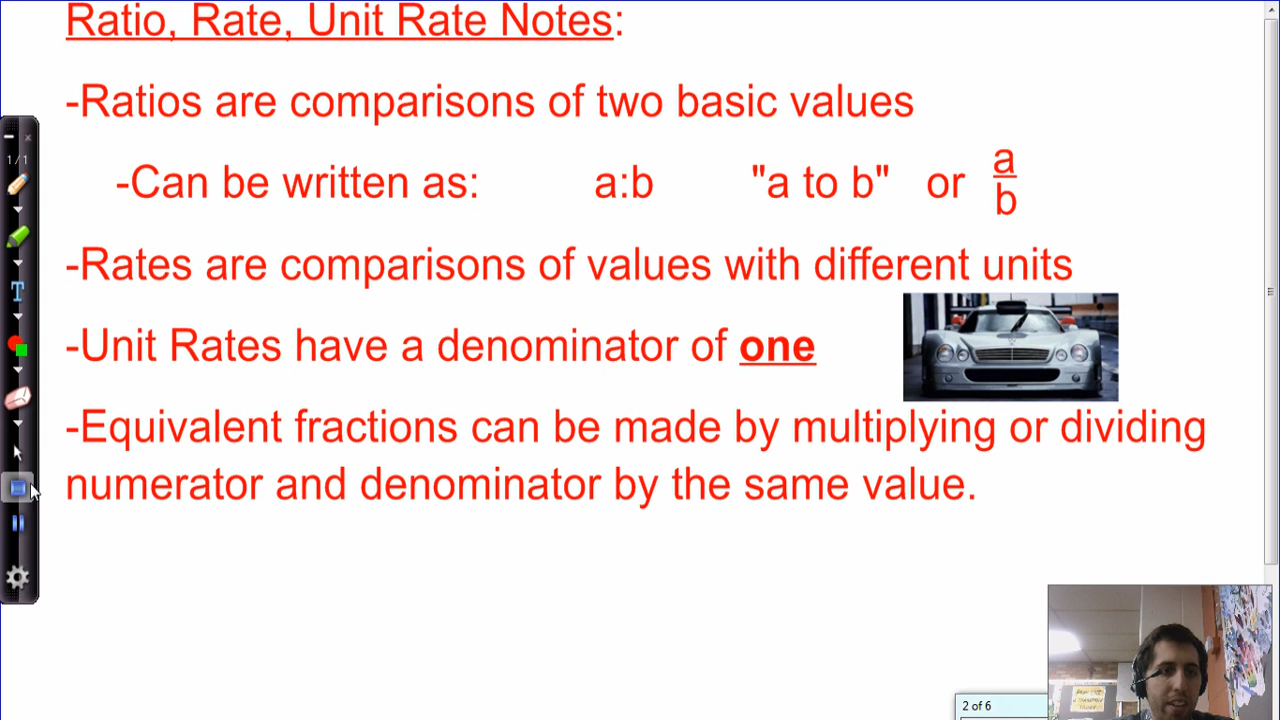 Ratio, Rate, Unit Rate Notes:
-Ratios are comparisons of two basic values
-Can be written as: a:b "a to b" or a/b
-Rates are comparisons of values with different units
-Unit Rates have a denominator of one
-Equivalent fractions can be made by multiplying or dividing
numerator and denominator by the same value.
1/1
T
2 of 6